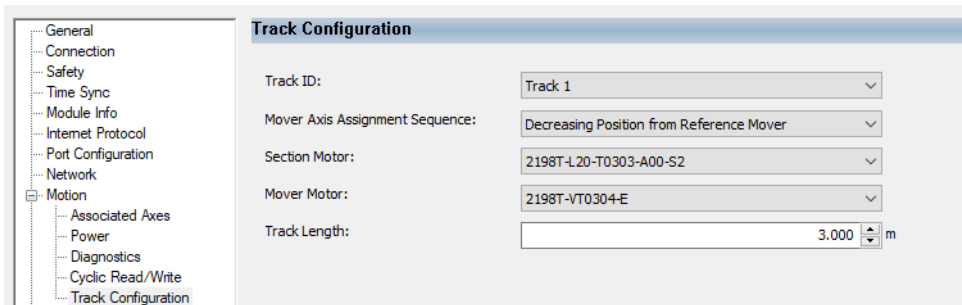 General
Connection
Safety
Time Sync
Module Info
Internet Protocol
Port Configuration
Network
Motion
Associated Axes
Power
Diagnostics
Cyclic Read/Write
Track Configuration
Track Configuration
Track ID: Track 1
Mover Axis Assignment Sequence: Decreasing Position from Reference Mover
Section Motor: 2198T-L20-T0303-A00-S2
Mover Motor: 2198T-VT0304-E
Track Length: 3.000 m